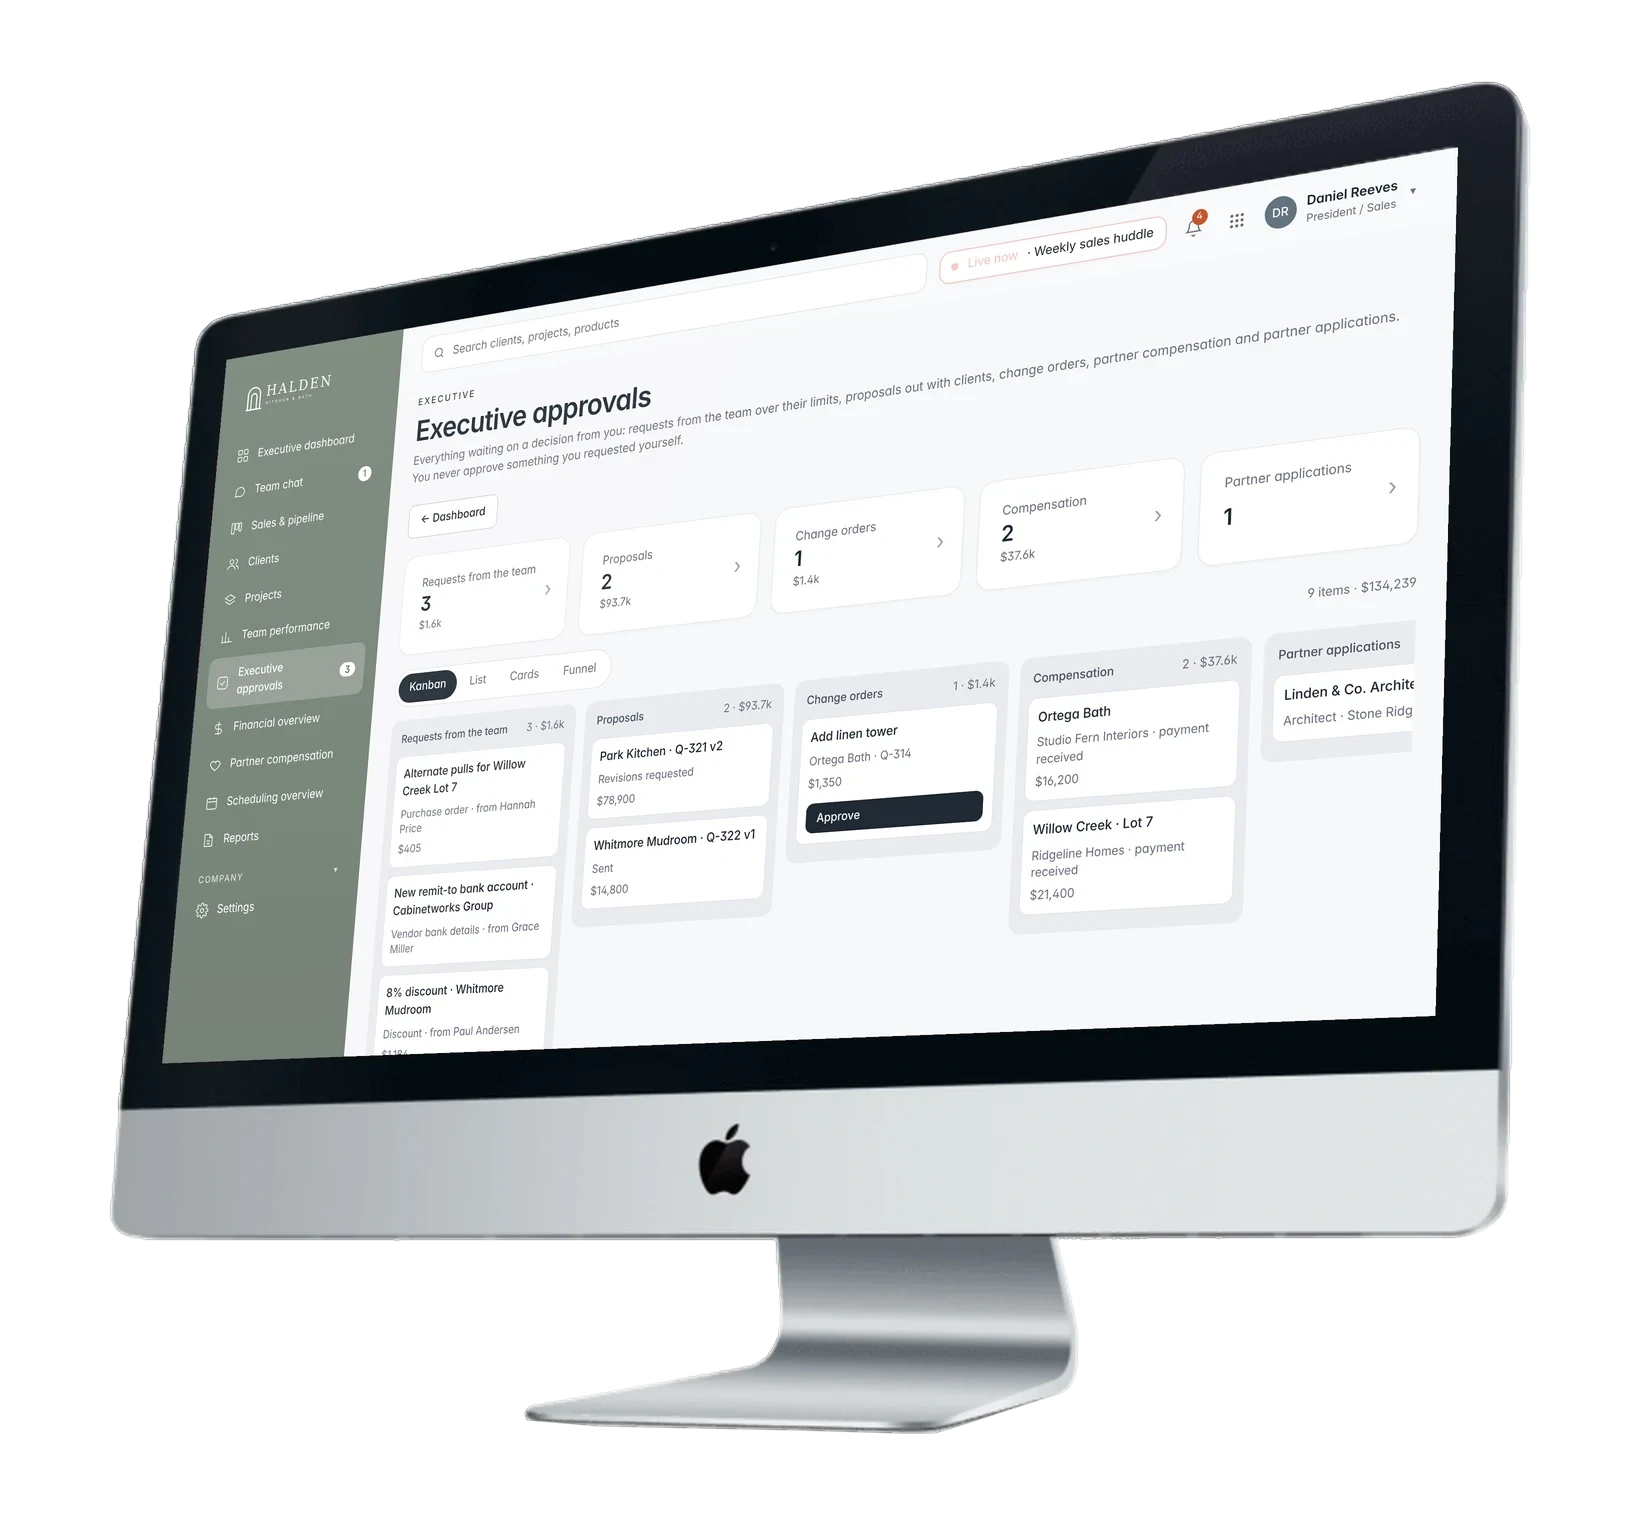 HALDEN
KITCHEN & BATH
Executive dashboard
Team chat
1
Sales & pipeline
Clients
Projects
Team performance
Executive
approvals
3
Financial overview
Partner compensation
Scheduling overview
Reports
COMPANY
Settings
Search clients, projects, products
Live now · Weekly sales huddle
4
DR
Daniel Reeves
President / Sales
EXECUTIVE
Executive approvals
Everything waiting on a decision from you: requests from the team over their limits, proposals out with clients, change orders, partner compensation and partner applications.
You never approve something you requested yourself.
← Dashboard
Requests from the team
3
$1.6k
Proposals
2
$93.7k
Change orders
1
$1.4k
Compensation
2
$37.6k
Partner applications
1
9 items · $134,239
Kanban
List
Cards
Funnel
Requests from the team 3 · $1.6k
Alternate pulls for Willow
Creek Lot 7
Purchase order · from Hannah
Price
$405
New remit-to bank account ·
Cabinetworks Group
Vendor bank details · from Grace
Miller
8% discount · Whitmore
Mudroom
Discount · from Paul Andersen
$1,184
Proposals 2 · $93.7k
Park Kitchen · Q-321 v2
Revisions requested
$78,900
Whitmore Mudroom · Q-322 v1
Sent
$14,800
Change orders 1 · $1.4k
Add linen tower
Ortega Bath · Q-314
$1,350
Approve
Compensation 2 · $37.6k
Ortega Bath
Studio Fern Interiors · payment
received
$16,200
Willow Creek · Lot 7
Ridgeline Homes · payment
received
$21,400
Partner applications
Linden & Co. Archite
Architect · Stone Ridg